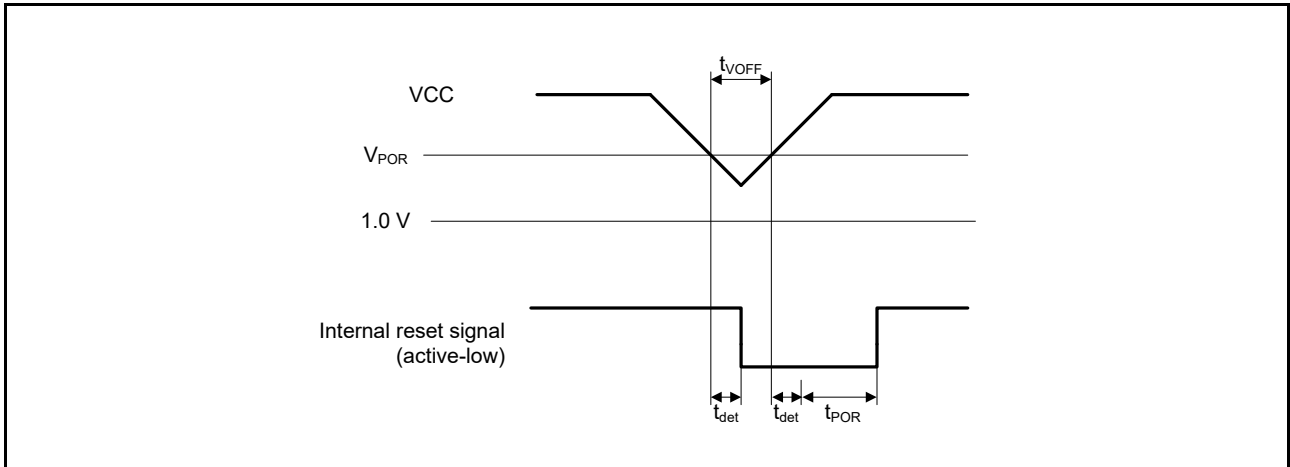 tVOFF
VCC
VPOR
1.0 V
Internal reset signal
(active-low)
tdet
tdet
tPOR